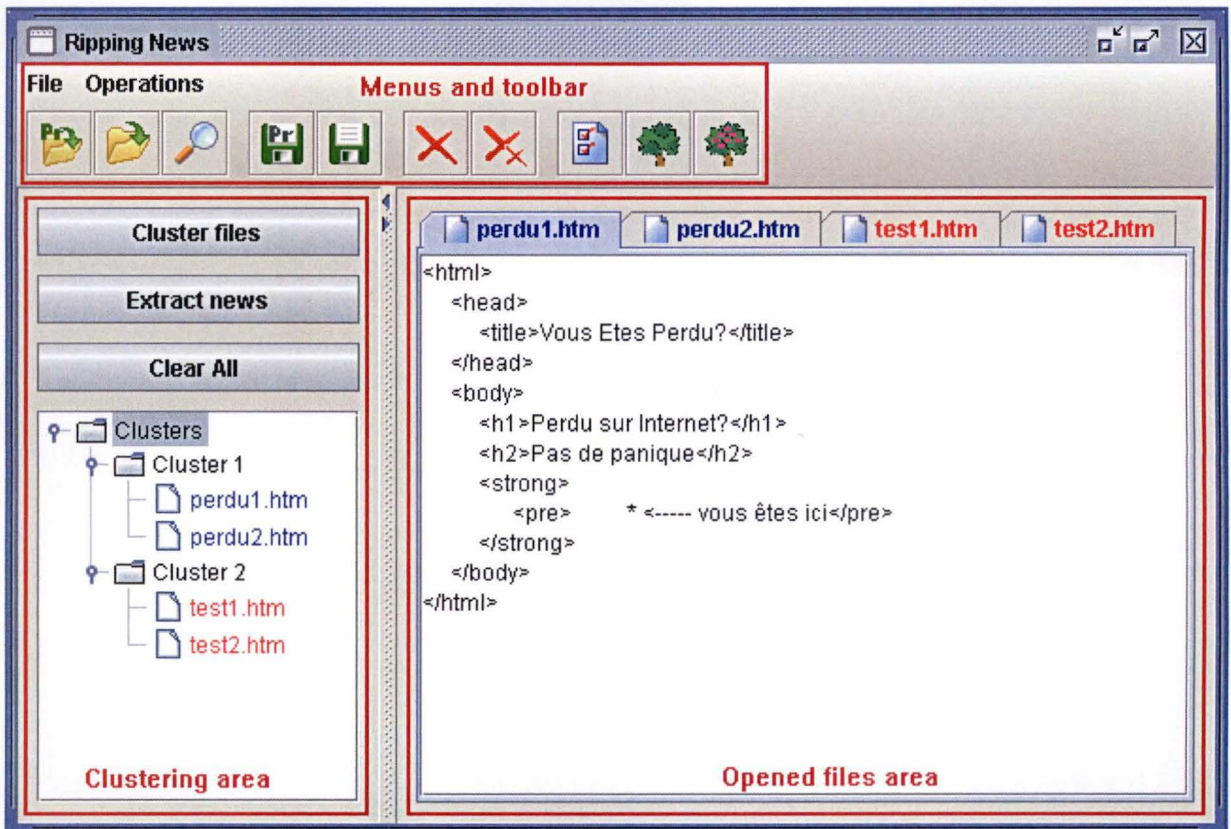 Ripping News
File Operations Menus and toolbar
Pr Pr
Cluster files
Extract news
Clear All
Clusters
Cluster 1
perdu1.htm
perdu2.htm
Cluster 2
test1.htm
test2.htm
Clustering area
perdu1.htm perdu2.htm test1.htm test2.htm
<html>
<head>
<title>Vous Etes Perdu?</title>
</head>
<body>
<h1>Perdu sur Internet?</h1>
<h2>Pas de panique</h2>
<strong>
<pre> * <----- vous êtes ici</pre>
</strong>
</body>
</html>
Opened files area